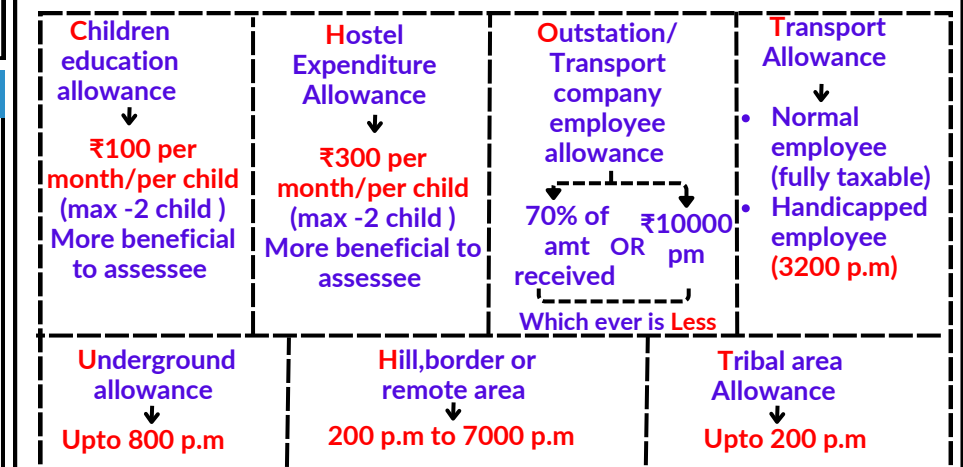 Children
education
allowance
₹100 per
month/per child
(max -2 child )
More beneficial
to assessee
Hostel
Expenditure
Allowance
₹300 per
month/per child
(max -2 child )
More beneficial to
assessee
Outstation/
Transport
company
employee
allowance
70% of
amt
received
OR
₹10000
pm
Which ever is Less
Transport
Allowance
• Normal
employee
(fully taxable)
• Handicapped
employee
(3200 p.m)
Underground
allowance
Upto 800 p.m
Hill,border or
remote area
200 p.m to 7000 p.m
Tribal area
Allowance
Upto 200 p.m